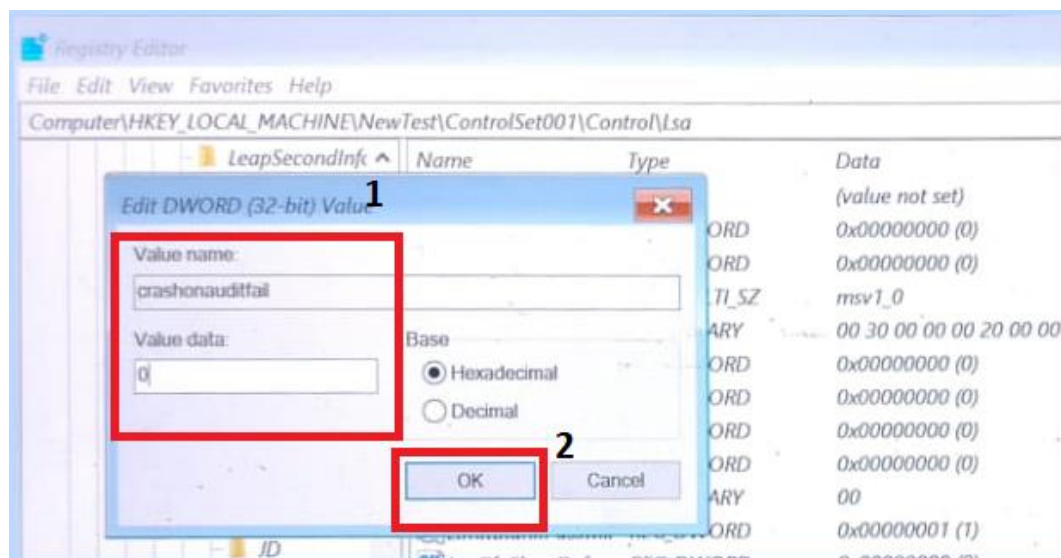 Registry Editor
File Edit View Favorites Help
Computer\HKEY_LOCAL_MACHINE\NewTest\ControlSet001\Control\Lsa
LeapSecondInfc Name Type Data
1
Edit DWORD (32-bit) Value
(value not set)
Value name:
ORD 0x00000000 (0)
ORD 0x00000000 (0)
crashonauditfail
TI_SZ msv1_0
Value data: Base
ARY 00 30 00 00 00 20 00 00
0
Hexadecimal
ORD 0x00000000 (0)
Decimal
ORD 0x00000000 (0)
ORD 0x00000000 (0)
2
ORD 0x00000000 (0)
OK Cancel
ARY 00
ORD 0x00000001 (1)
JD